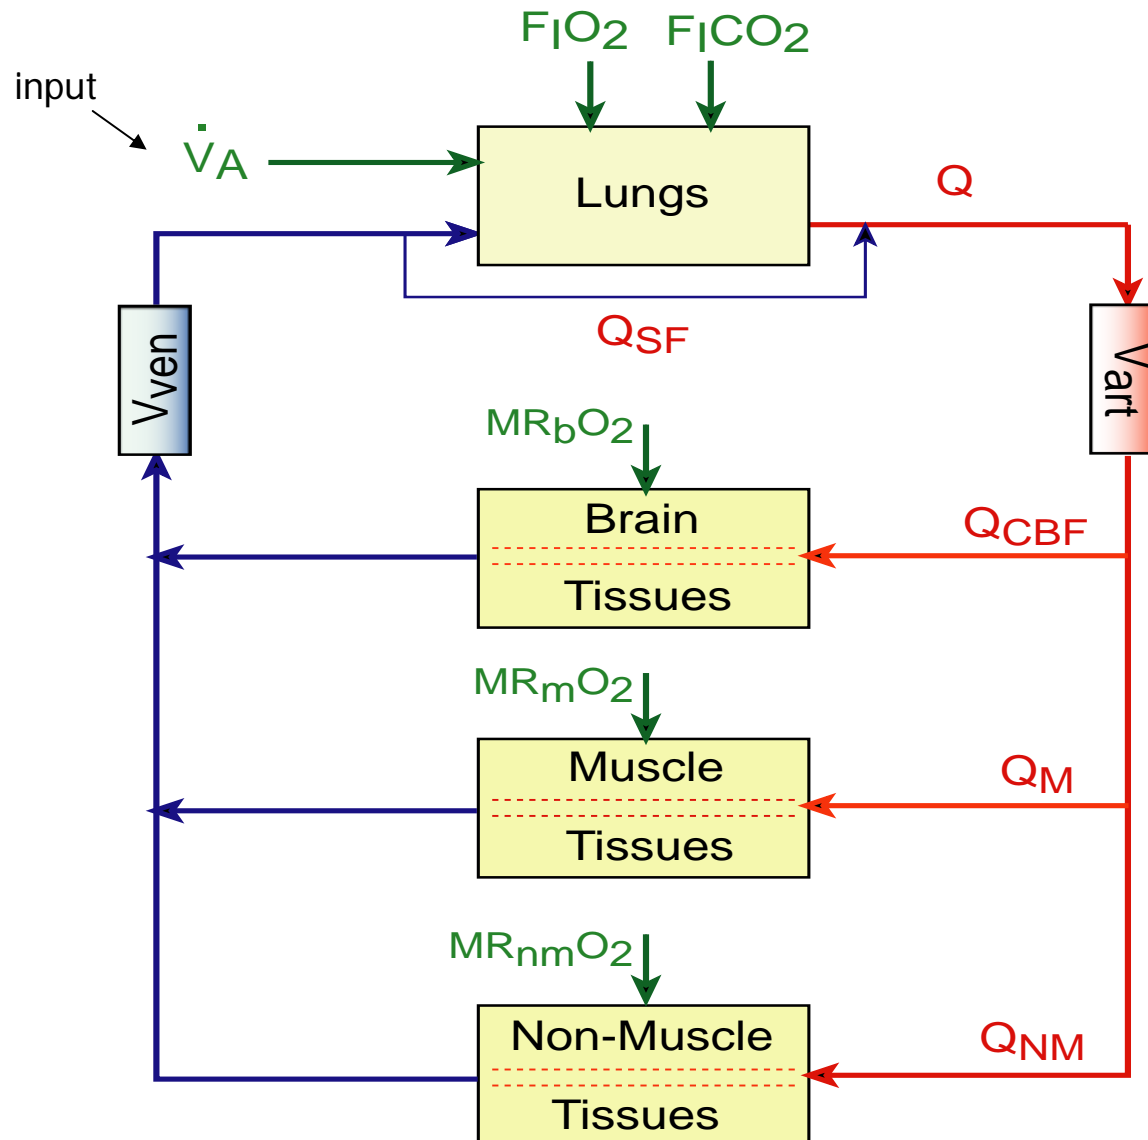 FIO2 FICO2
input
V̇A
Lungs
Q
QSF
Vven
Vart
MRbO2
Brain
Tissues
QCBF
MRmO2
Muscle
Tissues
QM
MRnmO2
Non-Muscle
Tissues
QNM